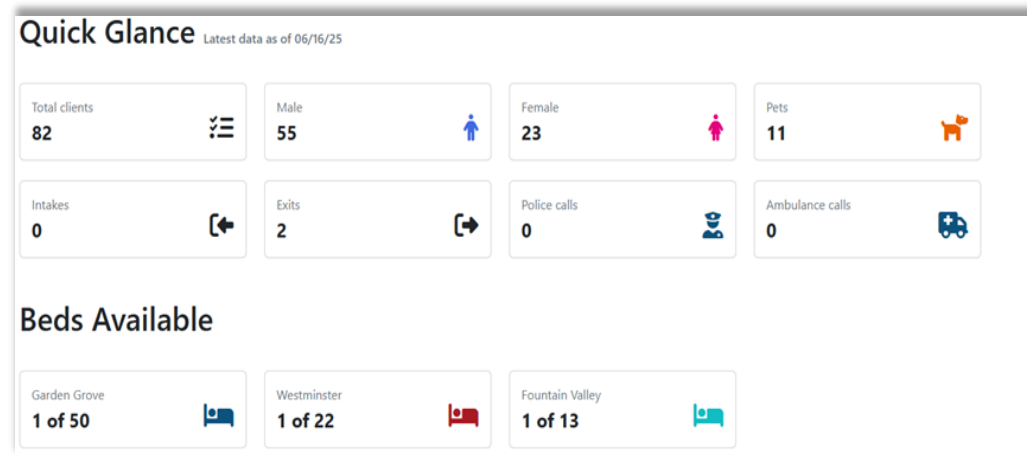 Quick Glance Latest data as of 06/16/25
Total clients
82
Male
55
Female
23
Pets
11
Intakes
0
Exits
2
Police calls
0
Ambulance calls
0
Beds Available
Garden Grove
1 of 50
Westminster
1 of 22
Fountain Valley
1 of 13